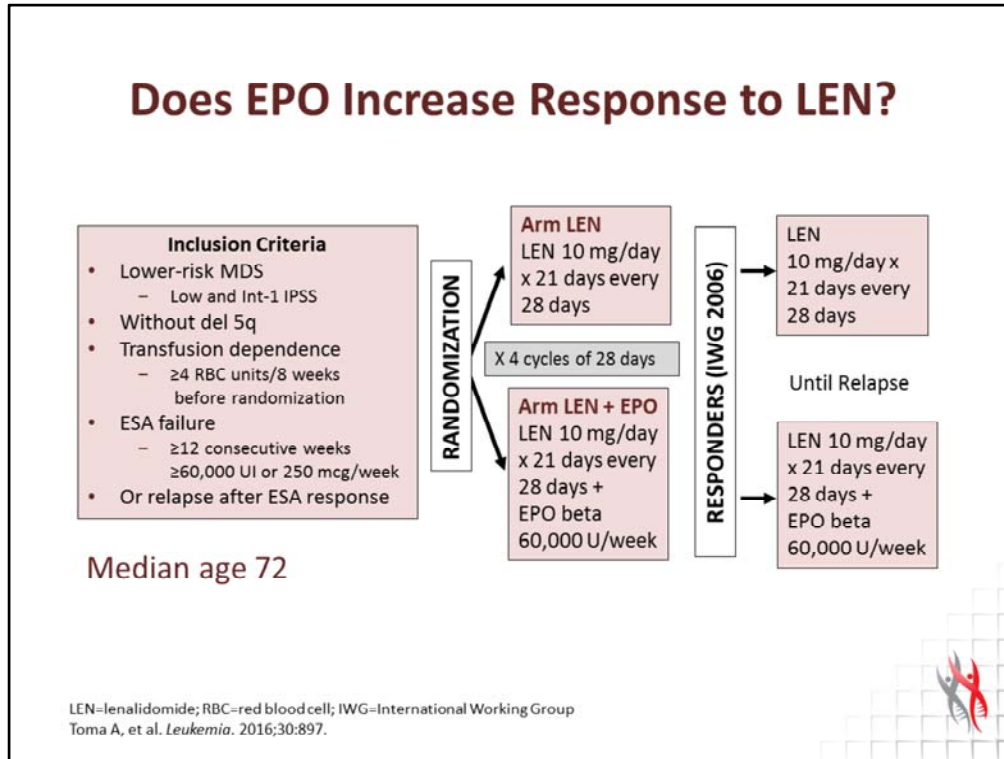 Does EPO Increase Response to LEN?
Inclusion Criteria
• Lower-risk MDS
– Low and Int-1 IPSS
• Without del 5q
• Transfusion dependence
– ≥4 RBC units/8 weeks
before randomization
• ESA failure
– ≥12 consecutive weeks
≥60,000 UI or 250 mcg/week
• Or relapse after ESA response
Median age 72
RANDOMIZATION
Arm LEN
LEN 10 mg/day
x 21 days every
28 days
X 4 cycles of 28 days
Arm LEN + EPO
LEN 10 mg/day
x 21 days every
28 days +
EPO beta
60,000 U/week
RESPONDERS (IWG 2006)
LEN
10 mg/day x
21 days every
28 days
Until Relapse
LEN 10 mg/day
x 21 days every
28 days +
EPO beta
60,000 U/week
LEN=lenalidomide; RBC=red blood cell; IWG=International Working Group
Toma A, et al. Leukemia. 2016;30:897.